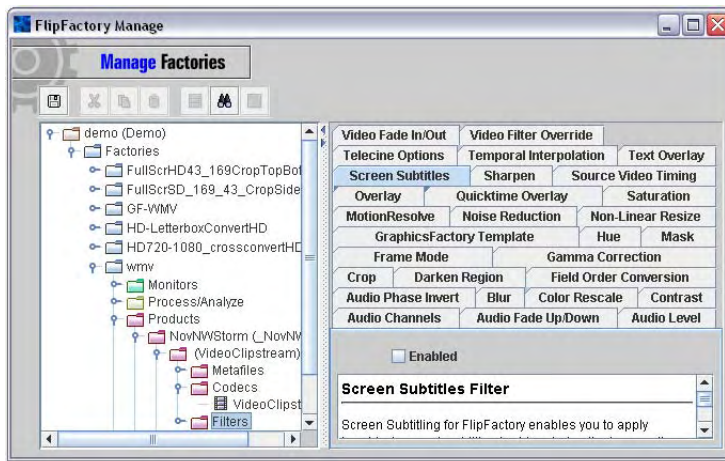 FlipFactory Manage
Manage Factories
demo (Demo)
Factories
FullScrHD43_169CropTopBot
FullScrSD_169_43_CropSide
GF-WMV
HD-LetterboxConvertHD
HD720-1080_crossconvertHD
wmv
Monitors
Process/Analyze
Products
NovNWStorm (_NovNW
(VideoClipstream)
Metafiles
Codecs
VideoClipst
Filters
Video Fade In/Out Video Filter Override
Telecine Options Temporal Interpolation Text Overlay
Screen Subtitles Sharpen Source Video Timing
Overlay Quicktime Overlay Saturation
MotionResolve Noise Reduction Non-Linear Resize
GraphicsFactory Template Hue Mask
Frame Mode Gamma Correction
Crop Darken Region Field Order Conversion
Audio Phase Invert Blur Color Rescale Contrast
Audio Channels Audio Fade Up/Down Audio Level
Enabled
Screen Subtitles Filter
Screen Subtitling for FlipFactory enables you to apply